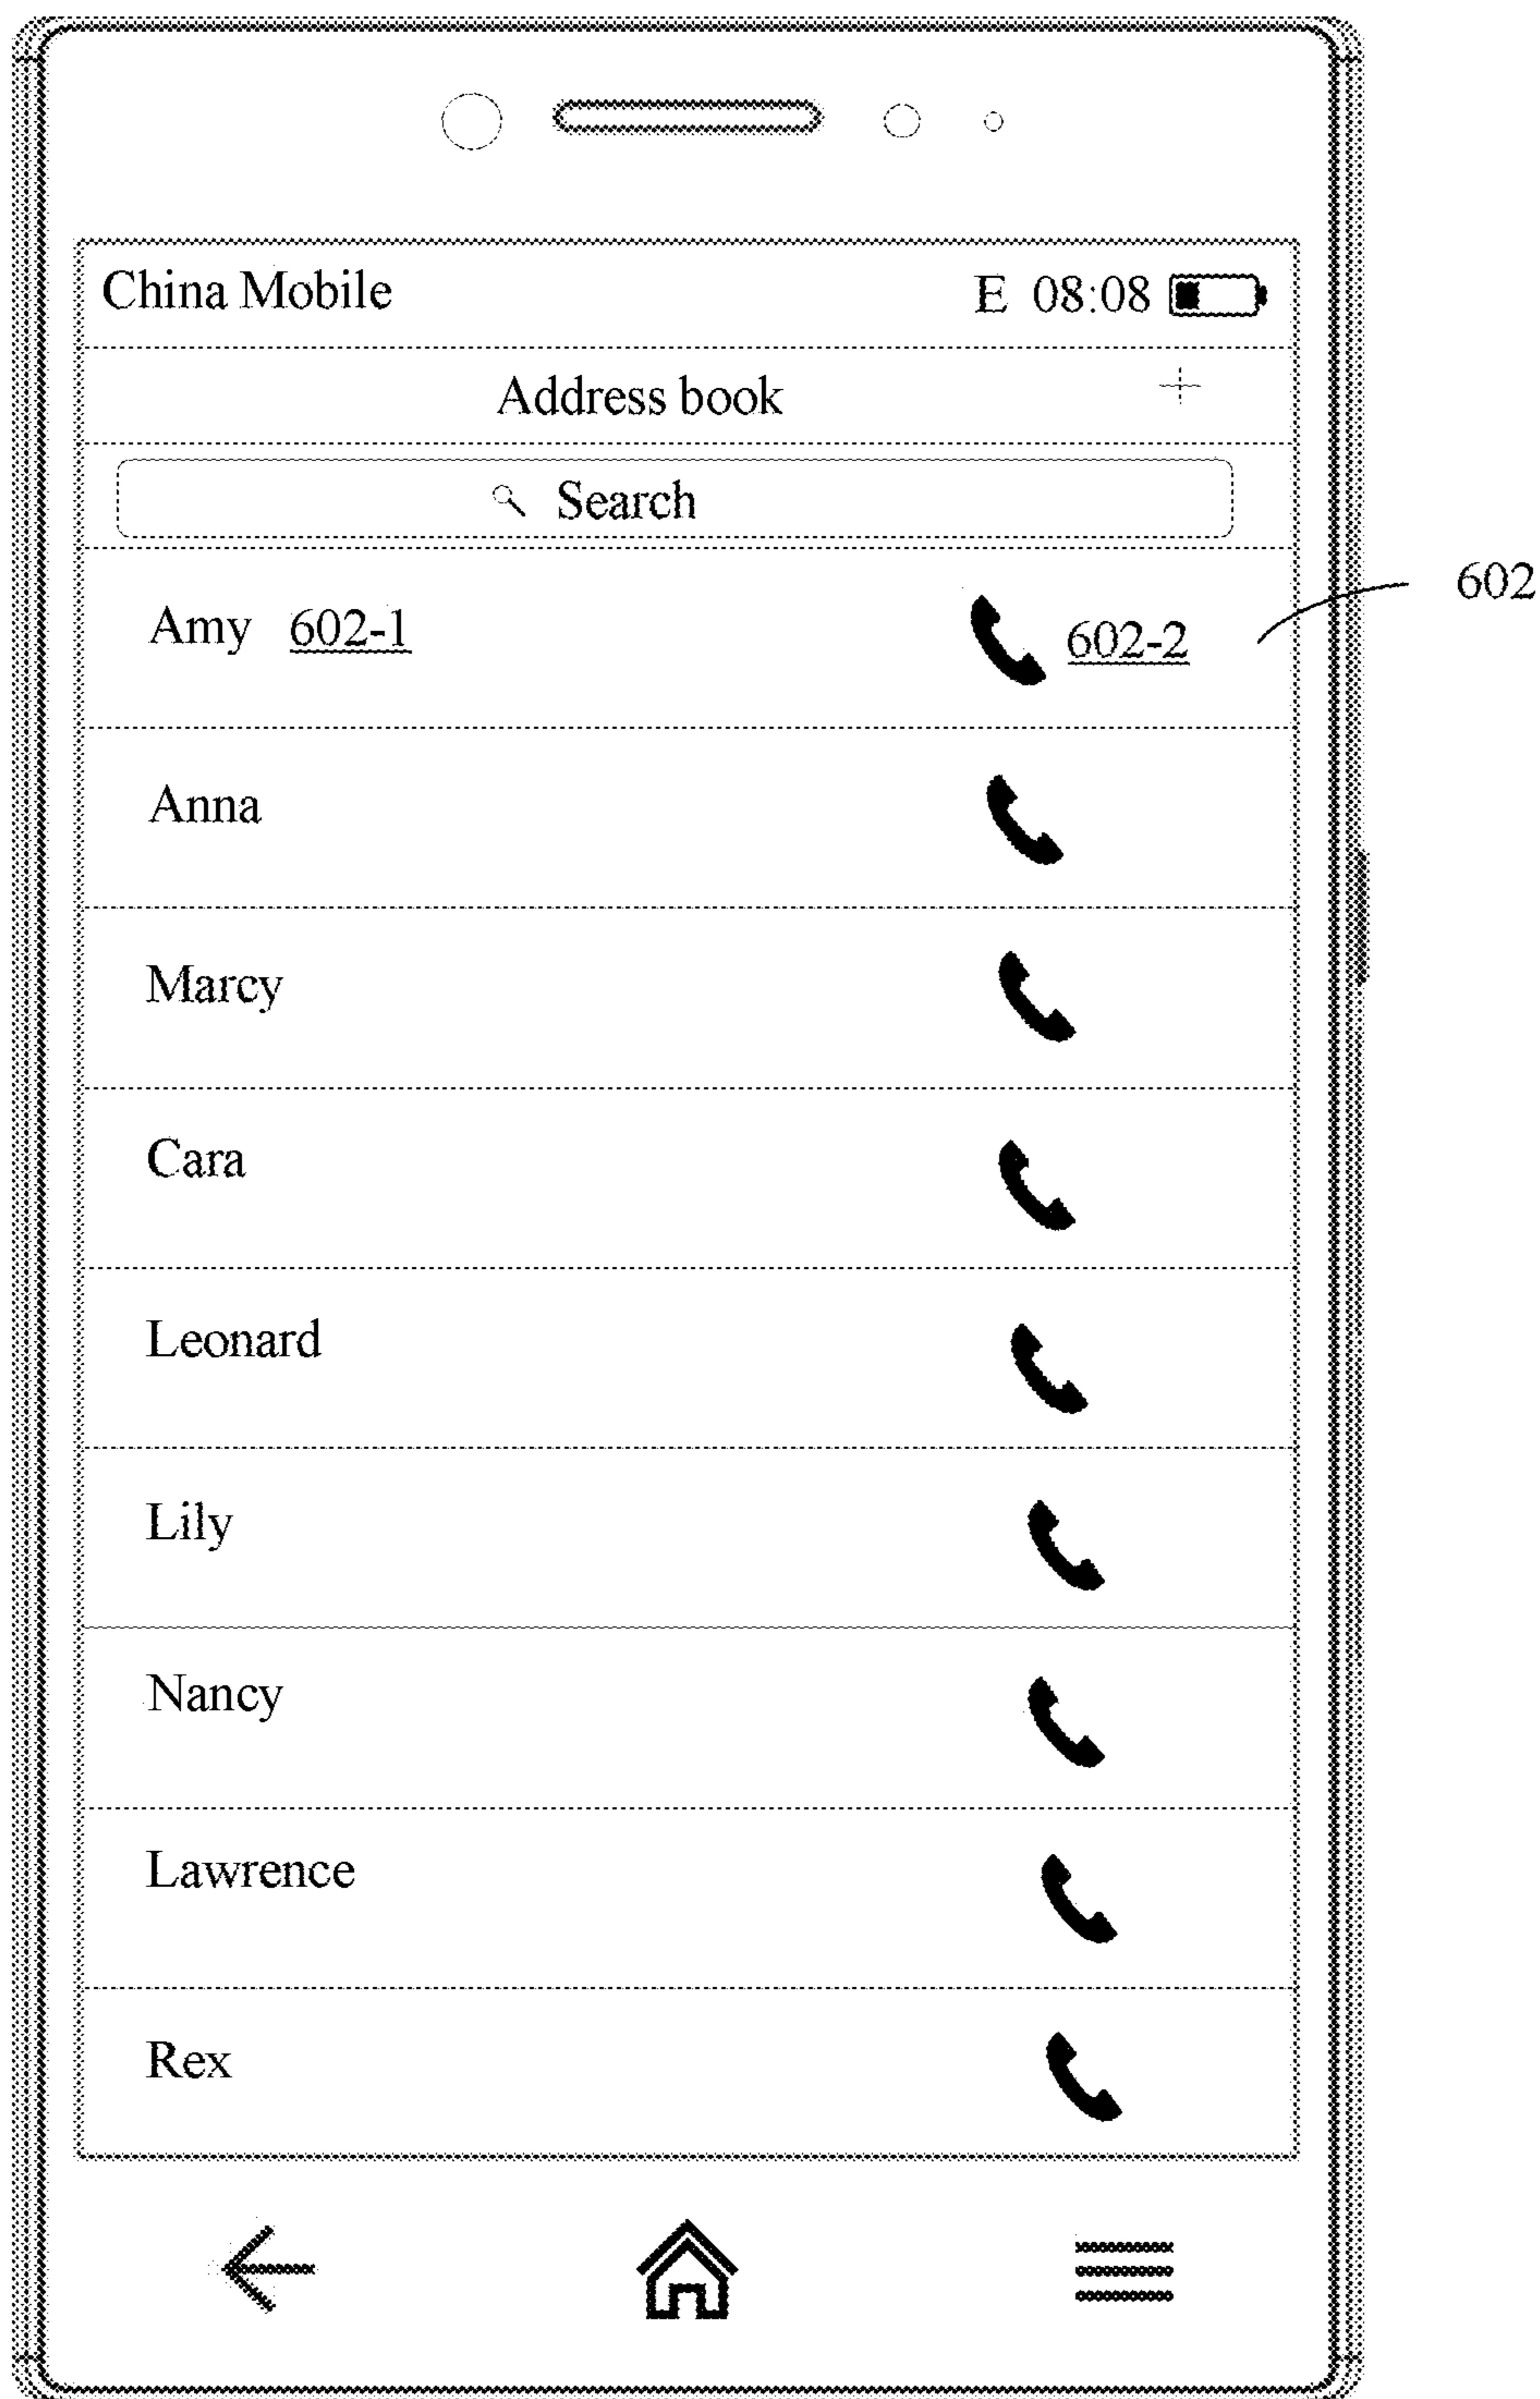 China Mobile E 08:08
Address book
Search
602
Amy 602-1 602-2
Anna
Marcy
Cara
Leonard
Lily
Nancy
Lawrence
Rex